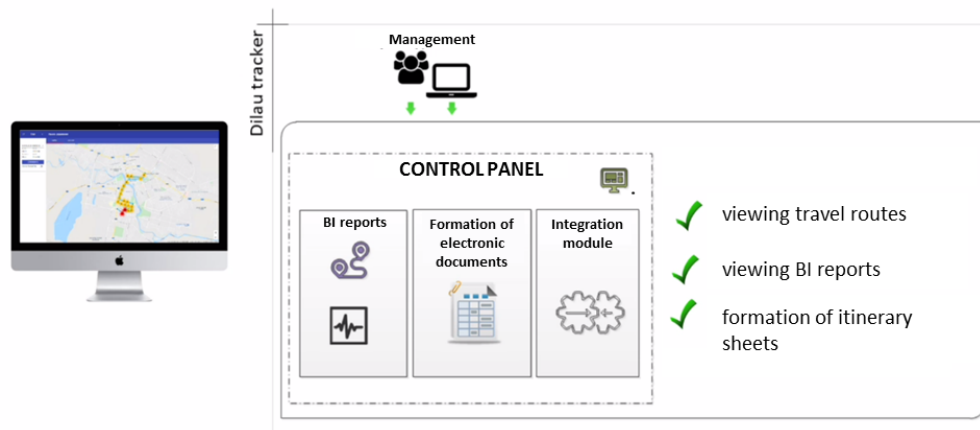 Dilau tracker
Management
CONTROL PANEL
BI reports
Formation of
electronic
documents
Integration
module
viewing travel routes
viewing BI reports
formation of itinerary
sheets